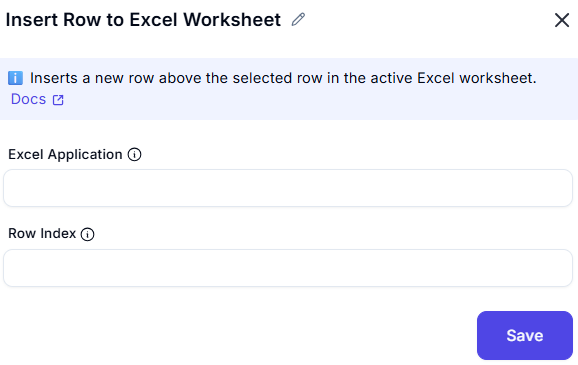 Insert Row to Excel Worksheet
Inserts a new row above the selected row in the active Excel worksheet.
Docs
Excel Application
Row Index
Save